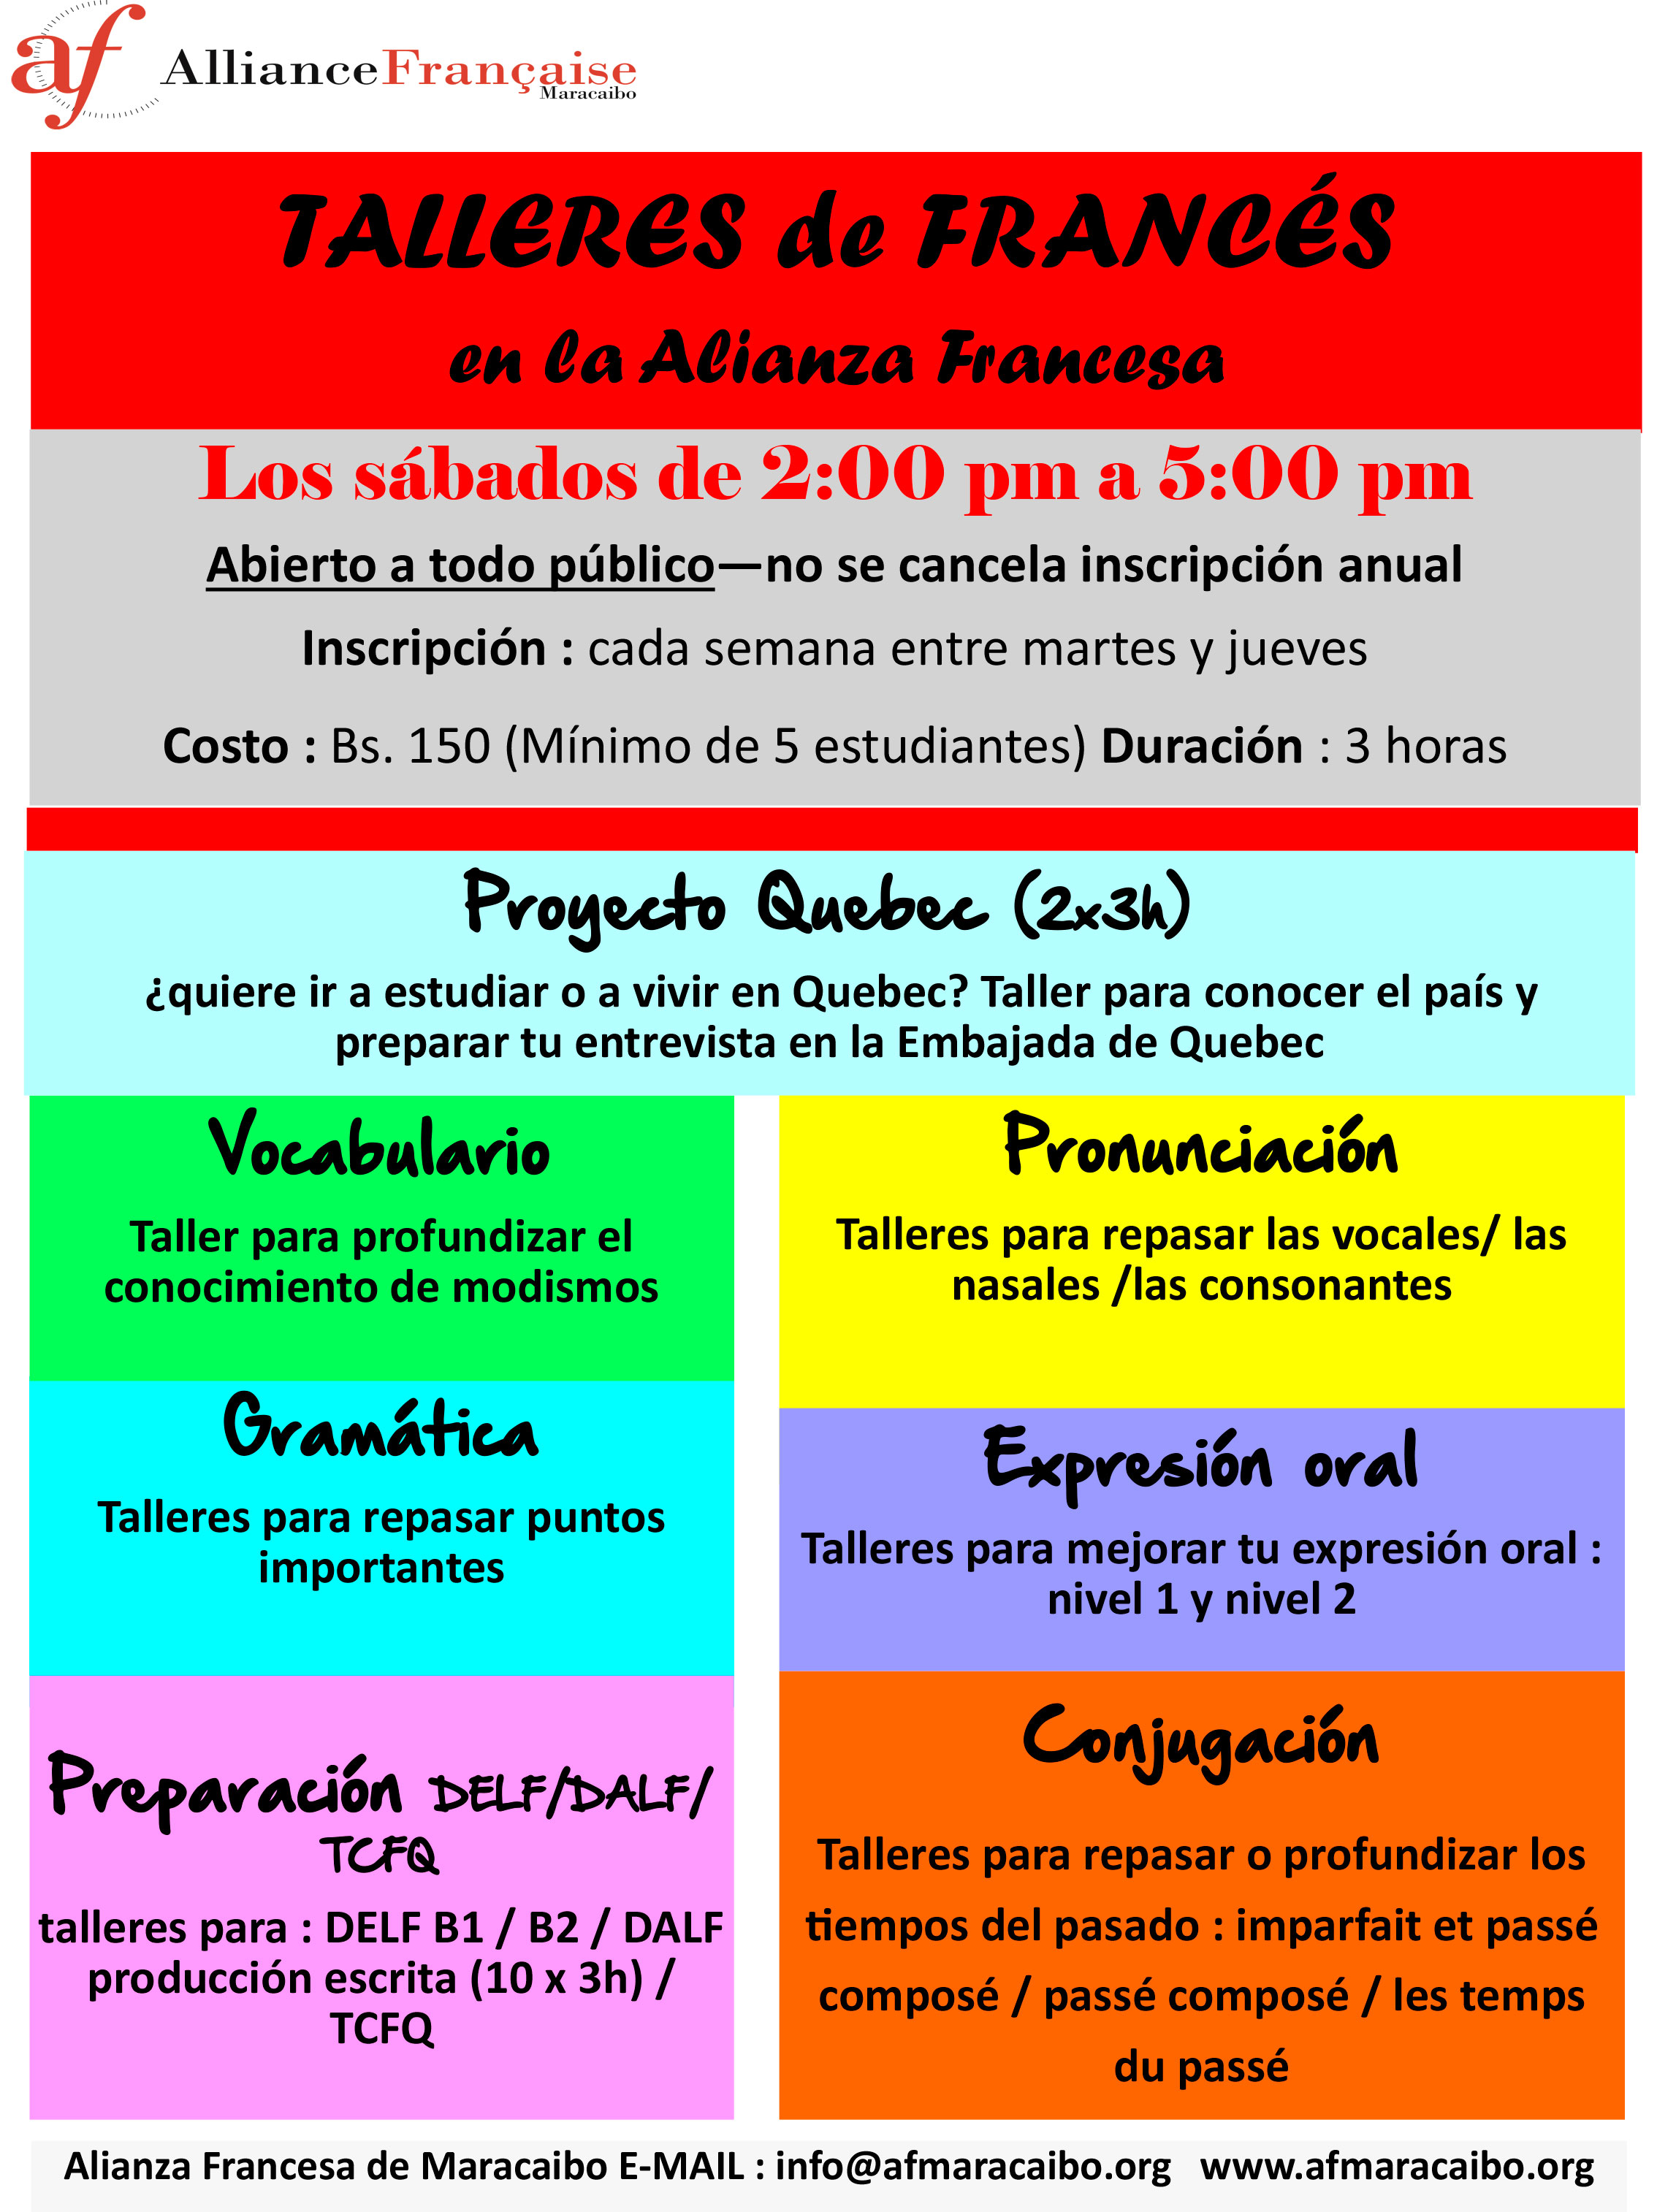 af
AllianceFrançaise
Maracaibo
TALLERES de FRANCÉS
en la Alianza Francesa
Los sábados de 2:00 pm a 5:00 pm
Abierto a todo público—no se cancela inscripción anual
Inscripción : cada semana entre martes y jueves
Costo : Bs. 150 (Mínimo de 5 estudiantes) Duración : 3 horas
Proyecto Quebec (2x3h)
¿quiere ir a estudiar o a vivir en Quebec? Taller para conocer el país y
preparar tu entrevista en la Embajada de Quebec
Vocabulario
Taller para profundizar el
conocimiento de modismos
Pronunciación
Talleres para repasar las vocales/ las
nasales /las consonantes
Gramática
Talleres para repasar puntos
importantes
Expresión oral
Talleres para mejorar tu expresión oral :
nivel 1 y nivel 2
Preparación DELF/DALF/
TCFQ
talleres para : DELF B1 / B2 / DALF
producción escrita (10 x 3h) /
TCFQ
Conjugación
Talleres para repasar o profundizar los
tiempos del pasado : imparfait et passé
composé / passé composé / les temps
du passé
Alianza Francesa de Maracaibo E-MAIL : info@afmaracaibo.org www.afmaracaibo.org